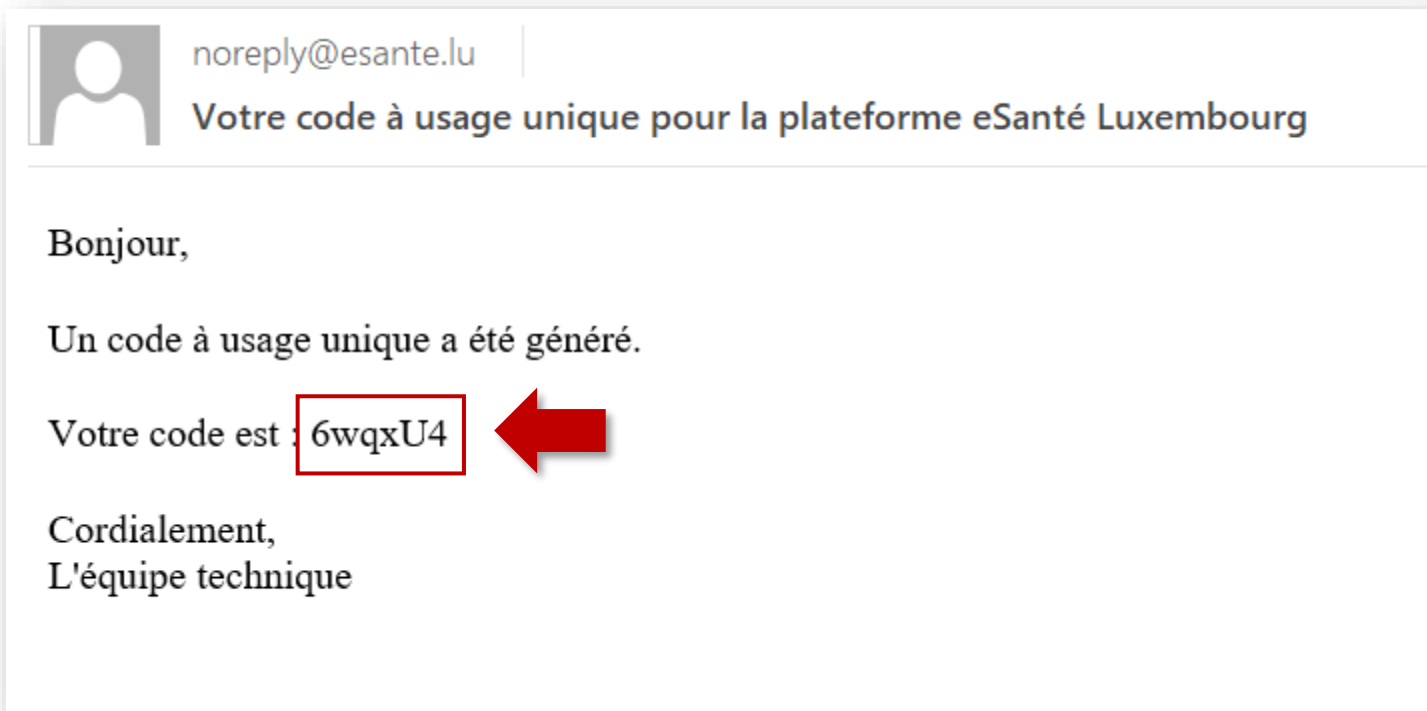 noreply@esante.lu
Votre code à usage unique pour la plateforme eSanté Luxembourg
Bonjour,
Un code à usage unique a été généré.
Votre code est : 6wqxU4
Cordialement,
L'équipe technique